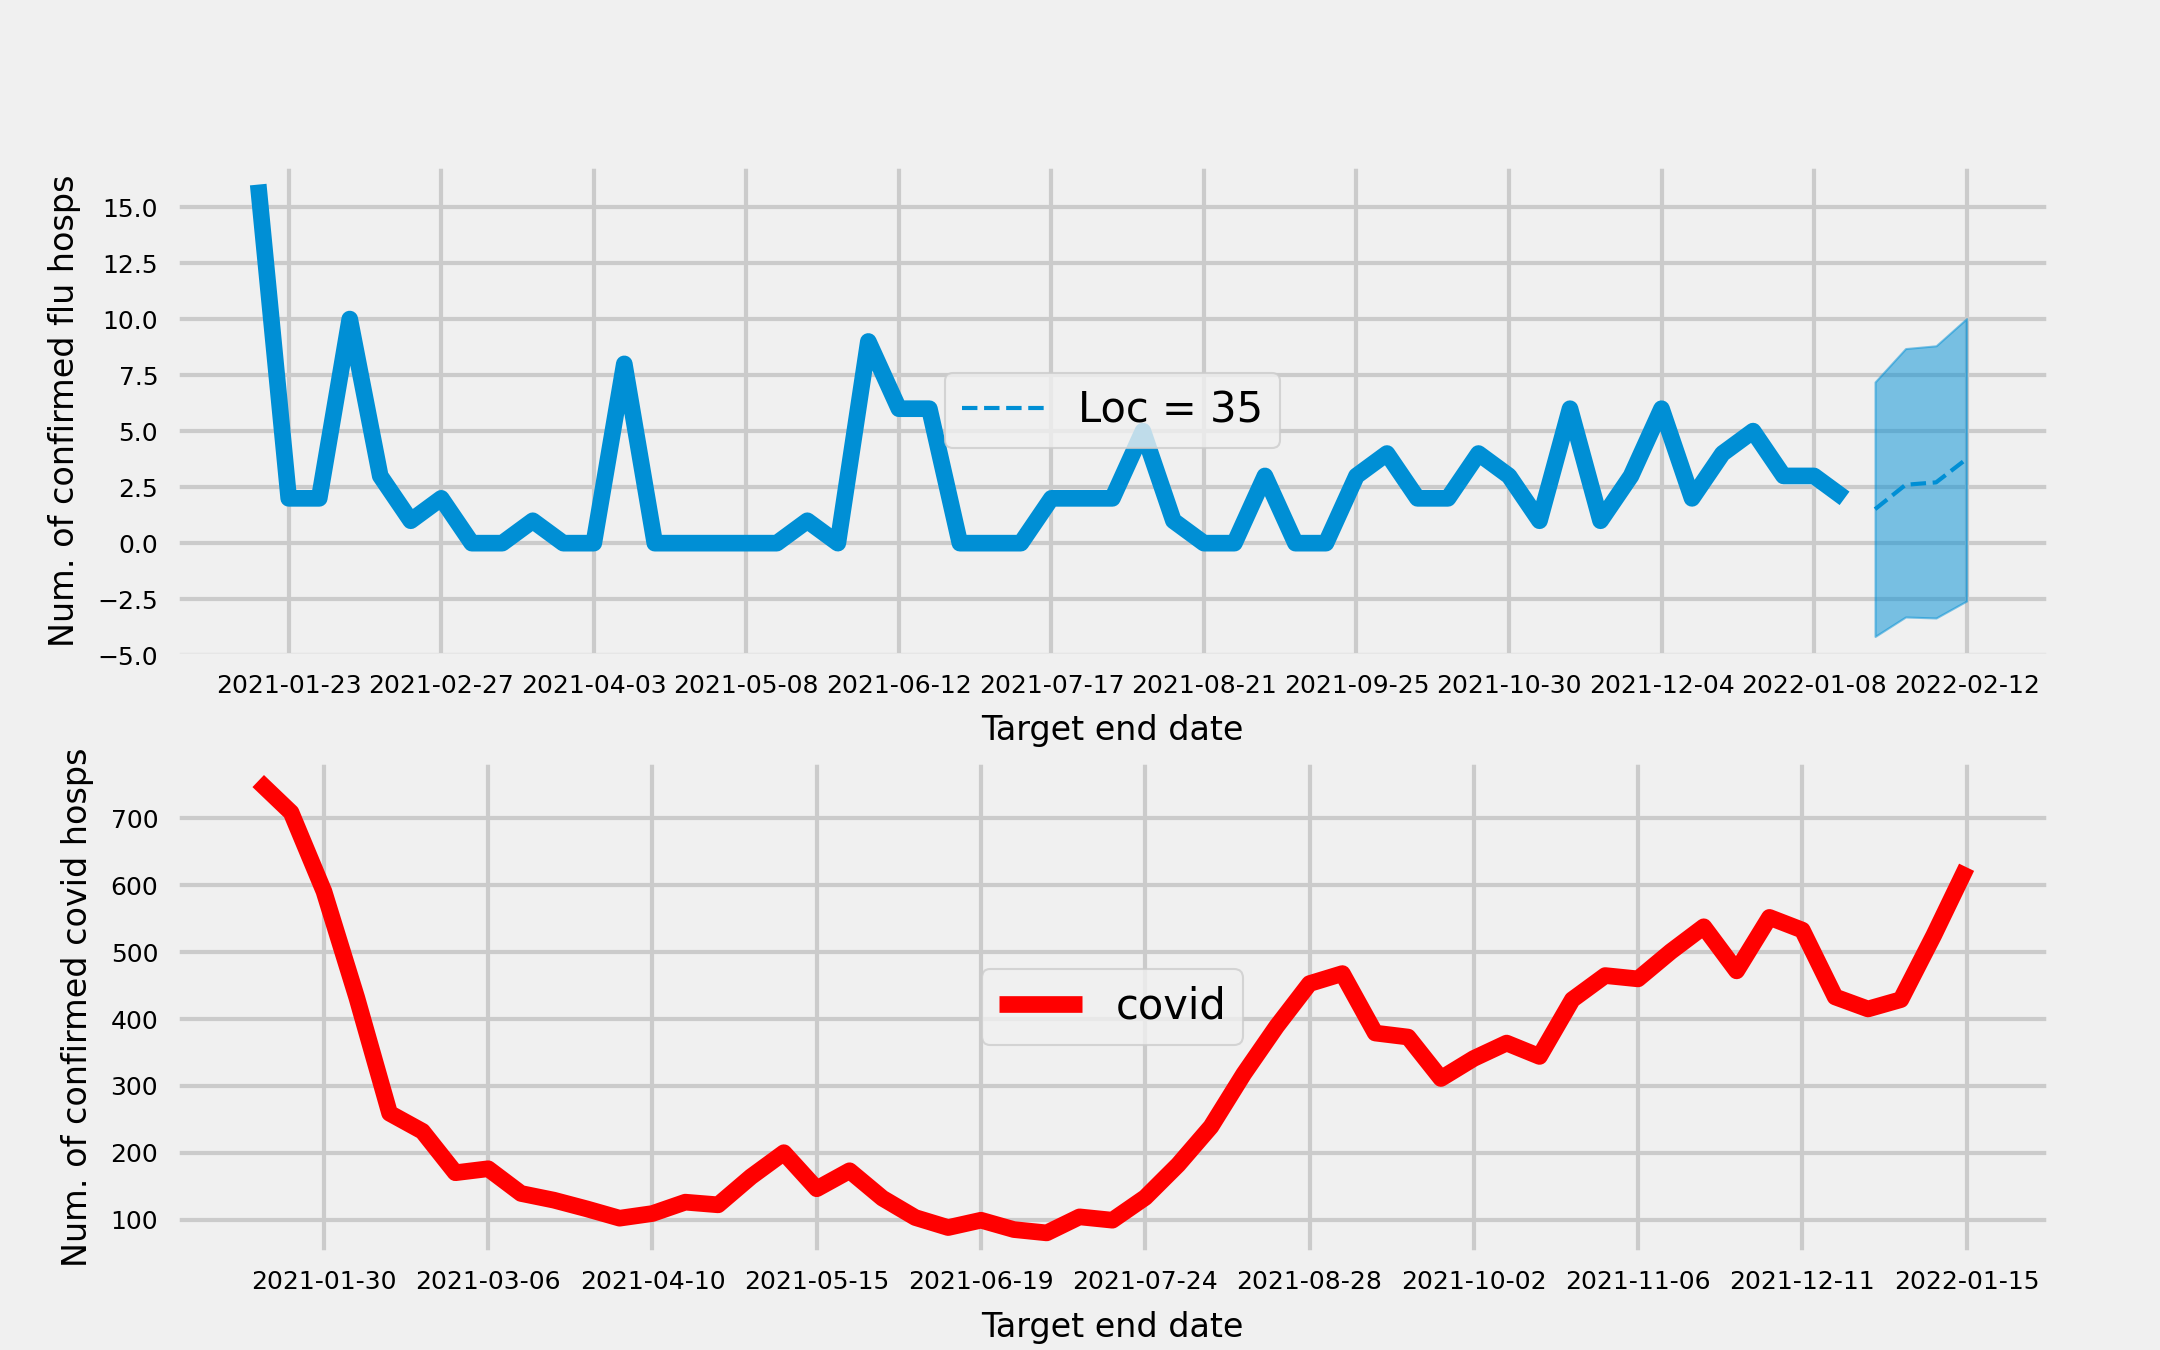 Num. of confirmed flu hosps
15.0
12.5
10.0
7.5
5.0
2.5
0.0
−2.5
−5.0
Loc = 35
2021-01-23 2021-02-27 2021-04-03 2021-05-08 2021-06-12 2021-07-17 2021-08-21 2021-09-25 2021-10-30 2021-12-04 2022-01-08 2022-02-12
Target end date
Num. of confirmed covid hosps
700
600
500
400
300
200
100
covid
2021-01-30 2021-03-06 2021-04-10 2021-05-15 2021-06-19 2021-07-24 2021-08-28 2021-10-02 2021-11-06 2021-12-11 2022-01-15
Target end date